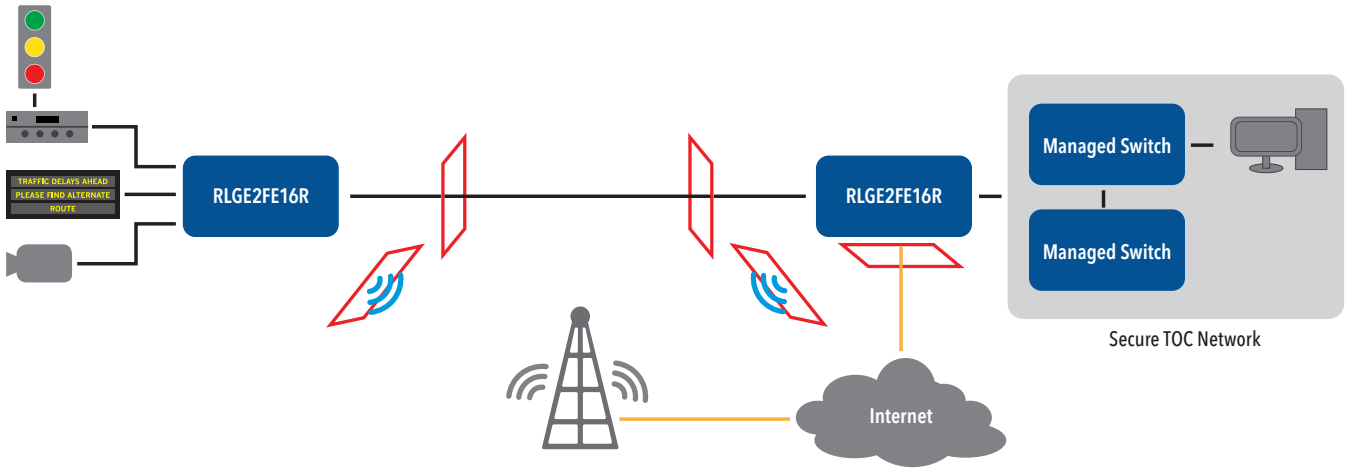 TRAFFIC DELAYS AHEAD
PLEASE FIND ALTERNATE
ROUTE
RLGE2FE16R
RLGE2FE16R
Managed Switch
Managed Switch
Secure TOC Network
Internet